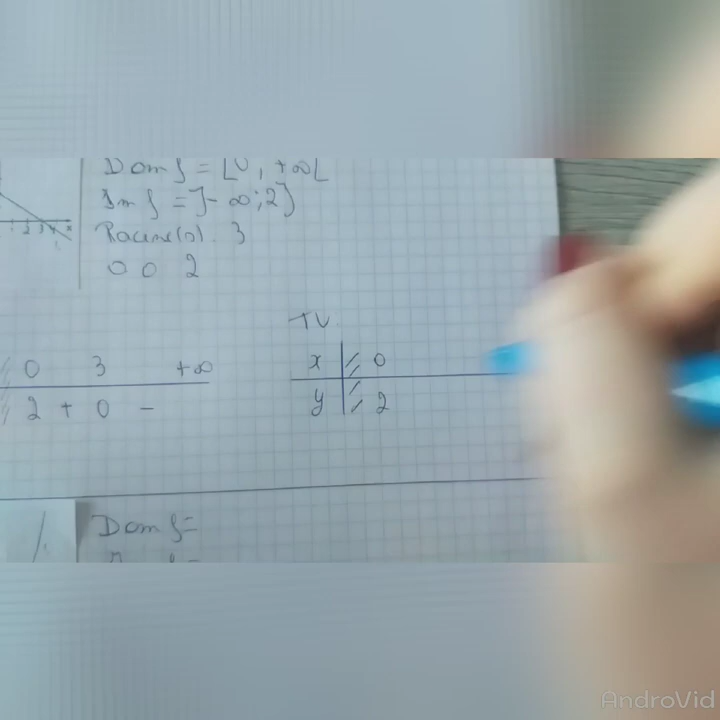 Dom f = [0, +∞[
Im f = ]-∞;2]
Racine(s). 3
0 0 2
TV
0 3 +∞
2 + 0 -
x 0
y 2
Dom f=
AndroVid